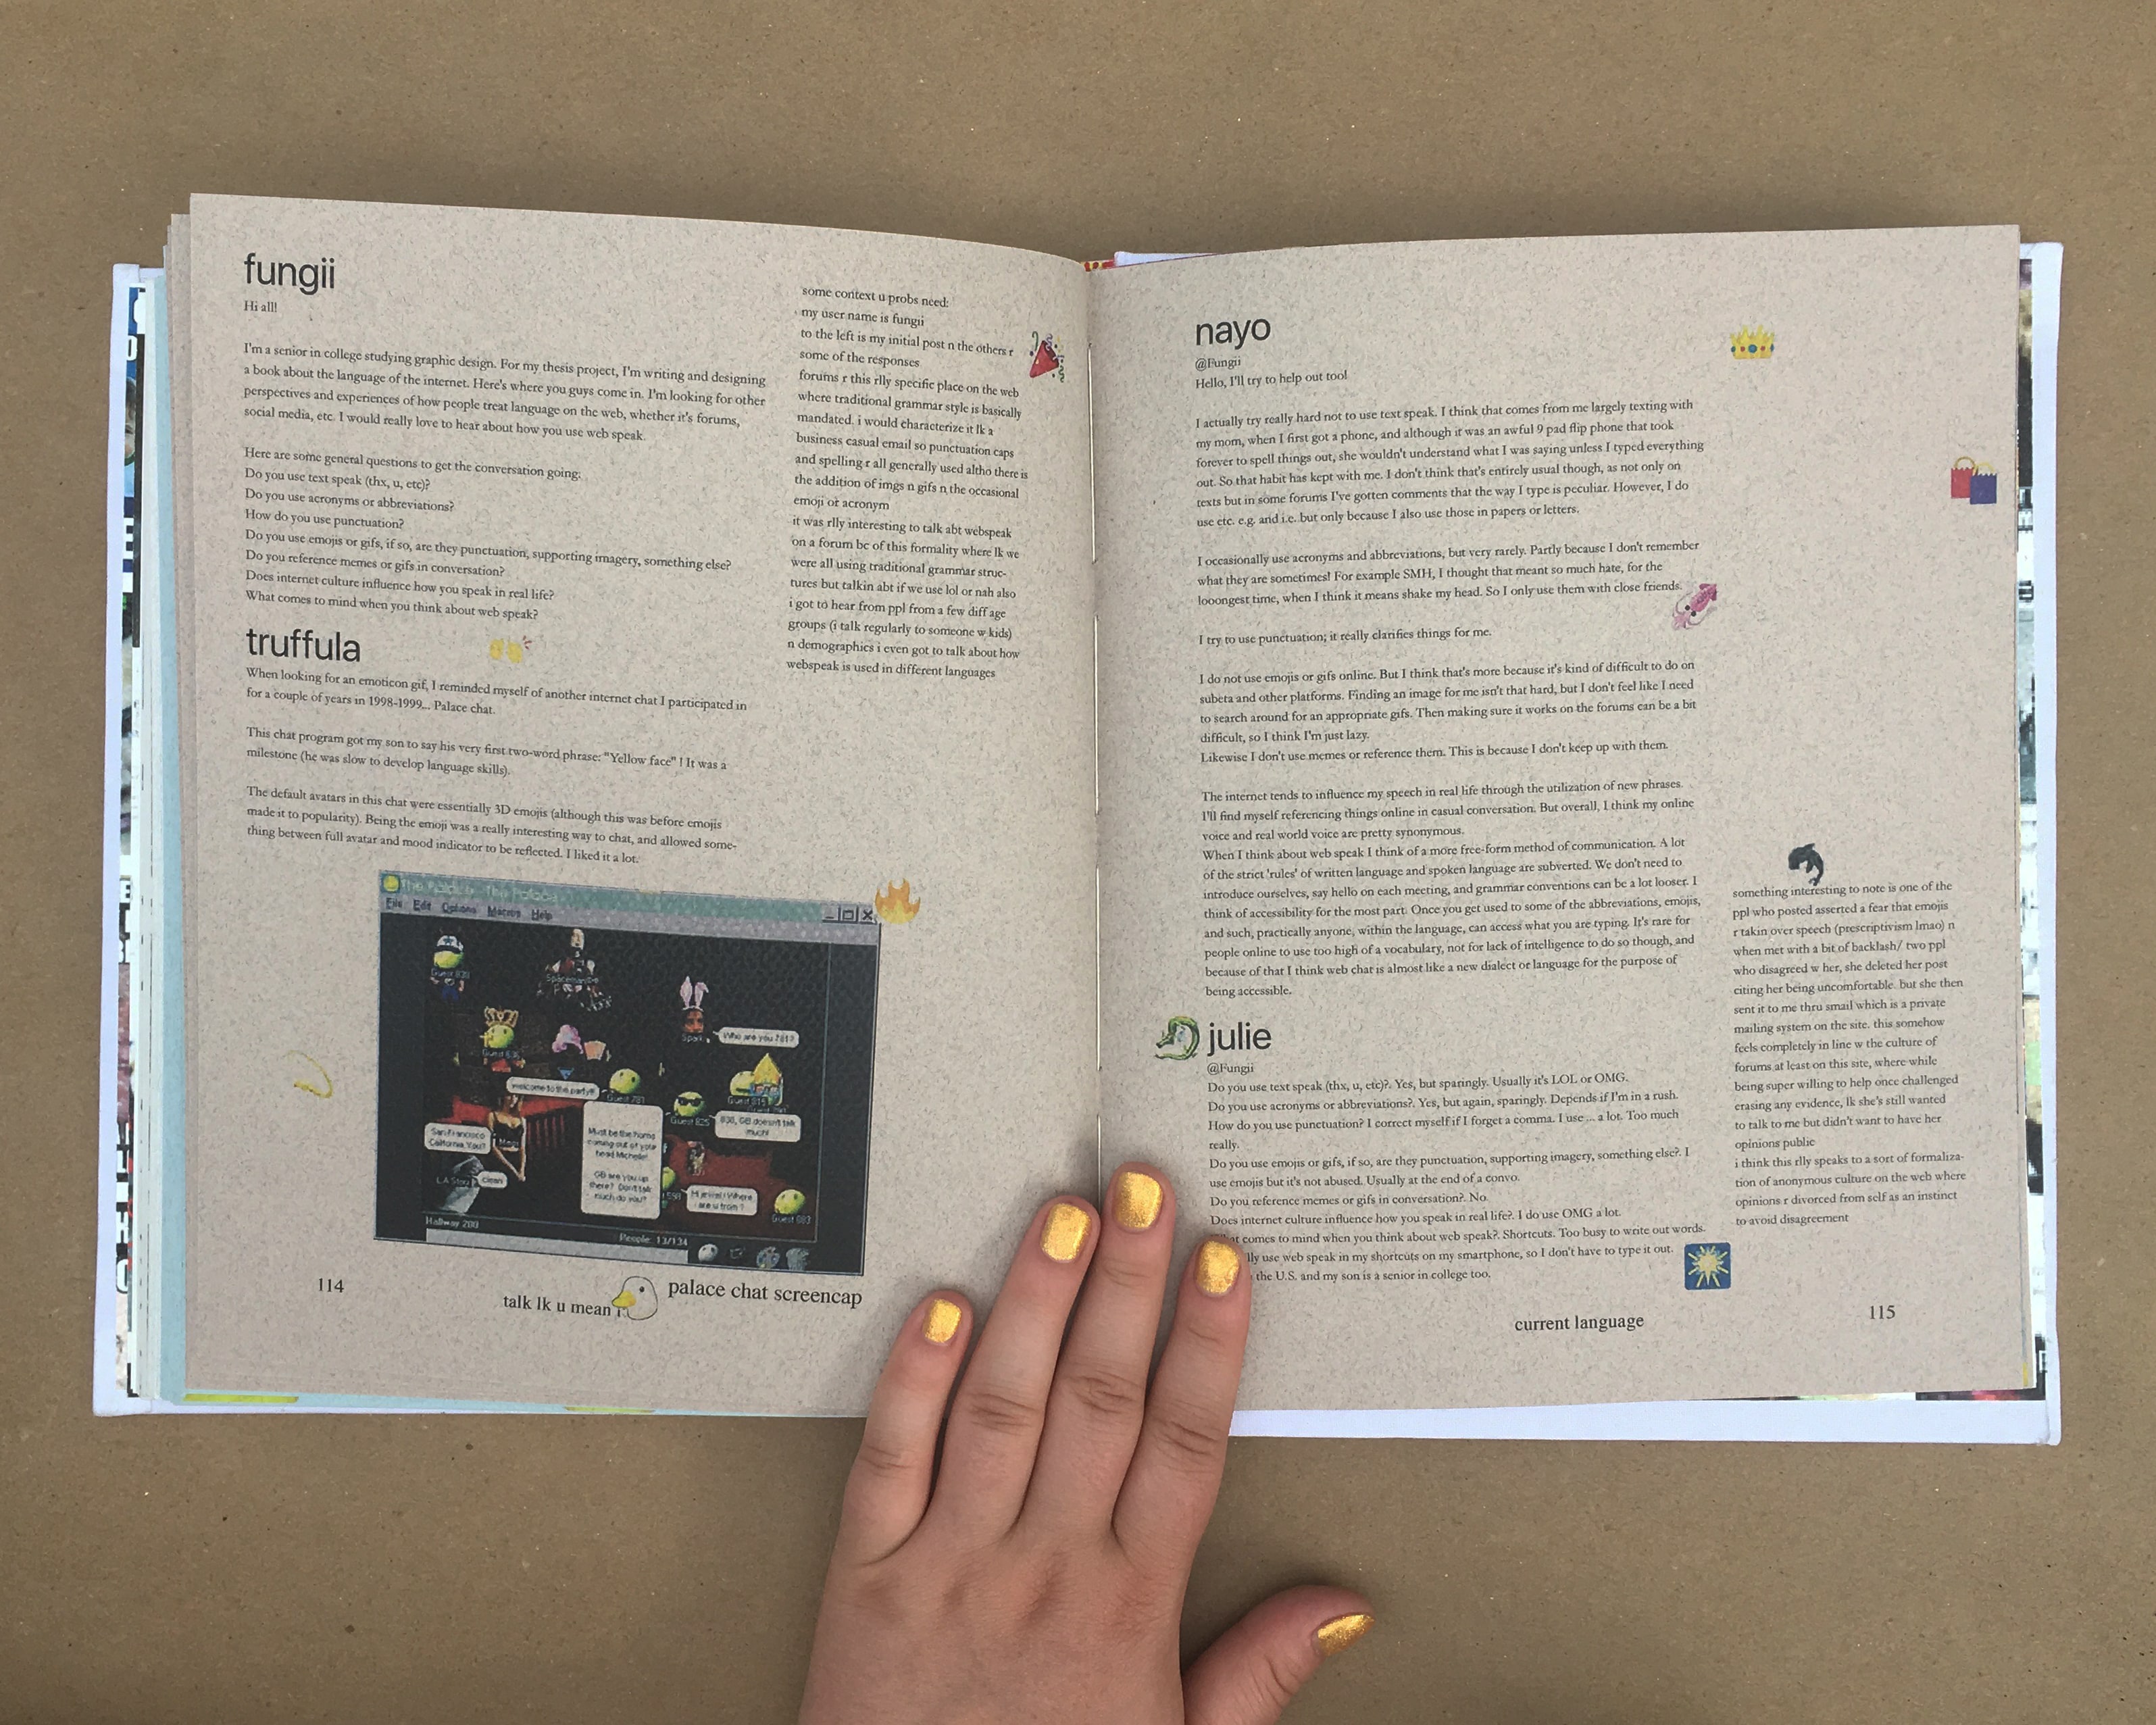 fungii
Hi all!
I'm a senior in college studying graphic design. For my thesis project, I'm writing and designing
a book about the language of the internet. Here's where you guys come in. I'm looking for other
perspectives and experiences of how people treat language on the web, whether it's forums,
social media, etc. I would really love to hear about how you use web speak.
Here are some general questions to get the conversation going:
Do you use text speak (thx, u, etc)?
Do you use acronyms or abbreviations?
How do you use punctuation?
Do you use emojis or gifs, if so, are they punctuation, supporting imagery, something else?
Do you reference memes or gifs in conversation?
Does internet culture influence how you speak in real life?
What comes to mind when you think about web speak?
truffula
When looking for an emoticon gif, I reminded myself of another internet chat I participated in
for a couple of years in 1998-1999... Palace chat.
This chat program got my son to say his very first two-word phrase: "Yellow face" ! It was a
milestone (he was slow to develop language skills).
The default avatars in this chat were essentially 3D emojis (although this was before emojis
made it to popularity). Being the emoji was a really interesting way to chat, and allowed some-
thing between full avatar and mood indicator to be reflected. I liked it a lot.
some context u probs need:
my user name is fungii
to the left is my initial post n the others r
some of the responses
forums r this rlly specific place on the web
where traditional grammar style is basically
mandated. i would characterize it lk a
business casual email so punctuation caps
and spelling r all generally used altho there is
the addition of imgs n gifs n the occasional
emoji or acronym
it was rlly interesting to talk abt webspeak
on a forum bc of this formality where lk we
were all using traditional grammar struc-
tures but talkin abt if we use lol or nah also
i got to hear from ppl from a few diff age
groups (i talk regularly to someone w kids)
n demographics i even got to talk about how
webspeak is used in different languages
File Edit Options Macros Help
Guest 830
Spark
Who are you 781?
Guest 636
welcome to the party!!
Guest 781
Guest 815
Guest 625
830, GB doesn't talk
much!
San Francisco
California. You?
Must be the horns
coming out of your
head Michelle!
GB are you up
there? Don't talk
much do you?
LA Stou
clean
598
Hi jewel! Where
are u from ?
Guest 683
Hallway 200
People: 13/134
114
talk lk u mean
palace chat screencap
nayo
@Fungii
Hello, I'll try to help out too!
I actually try really hard not to use text speak. I think that comes from me largely texting with
my mom, when I first got a phone, and although it was an awful 9 pad flip phone that took
forever to spell things out, she wouldn't understand what I was saying unless I typed everything
out. So that habit has kept with me. I don't think that's entirely usual though, as not only on
texts but in some forums I've gotten comments that the way I type is peculiar. However, I do
use etc. e.g. and i.e. but only because I also use those in papers or letters.
I occasionally use acronyms and abbreviations, but very rarely. Partly because I don't remember
what they are sometimes! For example SMH, I thought that meant so much hate, for the
looongest time, when I think it means shake my head. So I only use them with close friends.
I try to use punctuation; it really clarifies things for me.
I do not use emojis or gifs online. But I think that's more because it's kind of difficult to do on
subeta and other platforms. Finding an image for me isn't that hard, but I don't feel like I need
to search around for an appropriate gifs. Then making sure it works on the forums can be a bit
difficult, so I think I'm just lazy.
Likewise I don't use memes or reference them. This is because I don't keep up with them.
The internet tends to influence my speech in real life through the utilization of new phrases.
I'll find myself referencing things online in casual conversation. But overall, I think my online
voice and real world voice are pretty synonymous.
When I think about web speak I think of a more free-form method of communication. A lot
of the strict 'rules' of written language and spoken language are subverted. We don't need to
introduce ourselves, say hello on each meeting, and grammar conventions can be a lot looser. I
think of accessibility for the most part. Once you get used to some of the abbreviations, emojis,
and such, practically anyone, within the language, can access what you are typing. It's rare for
people online to use too high of a vocabulary, not for lack of intelligence to do so though, and
because of that I think web chat is almost like a new dialect or language for the purpose of
being accessible.
julie
@Fungii
Do you use text speak (thx, u, etc)?. Yes, but sparingly. Usually it's LOL or OMG.
Do you use acronyms or abbreviations?. Yes, but again, sparingly. Depends if I'm in a rush.
How do you use punctuation? I correct myself if I forget a comma. I use ... a lot. Too much
really.
Do you use emojis or gifs, if so, are they punctuation, supporting imagery, something else?. I
use emojis but it's not abused. Usually at the end of a convo.
Do you reference memes or gifs in conversation?. No
Does internet culture influence how you speak in real life?. I do use OMG a lot.
comes to mind when you think about web speak?. Shortcuts. Too busy to write out words.
use web speak in my shortcuts on my smartphone, so I don't have to type it out.
the U.S. and my son is a senior in college too.
something interesting to note is one of the
ppl who posted asserted a fear that emojis
r takin over speech (prescriptivism lmao) n
when met with a bit of backlash/ two ppl
who disagreed w her, she deleted her post
citing her being uncomfortable. but she then
sent it to me thru smail which is a private
mailing system on the site. this somehow
feels completely in line w the culture of
forums at least on this site, where while
being super willing to help once challenged
erasing any evidence, lk she's still wanted
to talk to me but didn't want to have her
opinions public
i think this rlly speaks to a sort of formaliza-
tion of anonymous culture on the web where
opinions r divorced from self as an instinct
to avoid disagreement
current language
115